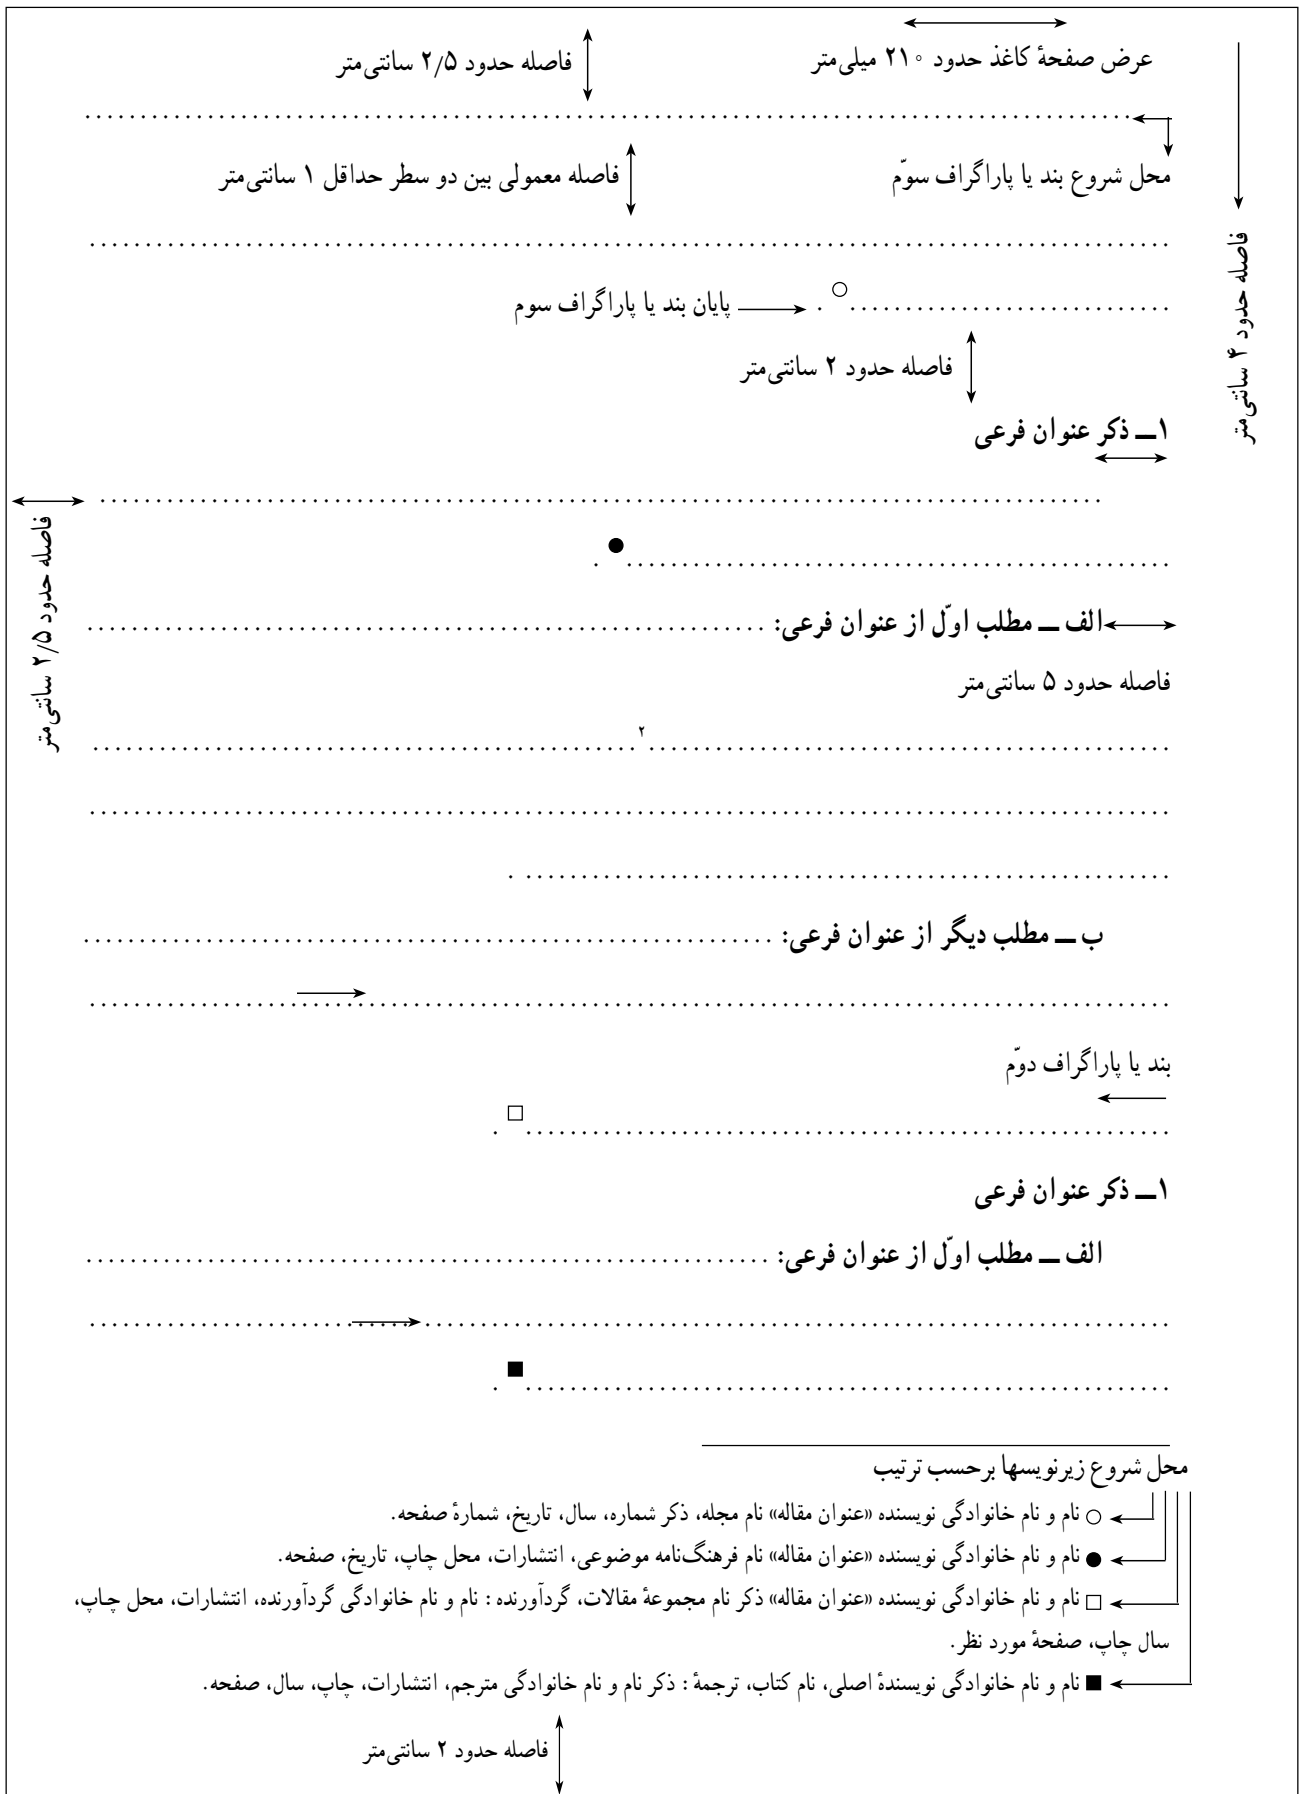 عرض صفحهٔ کاغذ حدود ۲۱۰ میلی‌متر
فاصله حدود ۲/۵ سانتی‌متر
محل شروع بند یا پاراگراف سوّم
فاصله معمولی بین دو سطر حداقل ۱ سانتی‌متر
فاصله حدود ۴ سانتی‌متر
پایان بند یا پاراگراف سوم
فاصله حدود ۲ سانتی‌متر
۱ــ ذکر عنوان فرعی
فاصله حدود ۲/۵ سانتی‌متر
الف ــ مطلب اوّل از عنوان فرعی:
فاصله حدود ۵ سانتی‌متر
۲
ب ــ مطلب دیگر از عنوان فرعی:
بند یا پاراگراف دوّم
۱ــ ذکر عنوان فرعی
الف ــ مطلب اوّل از عنوان فرعی:
محل شروع زیرنویسها برحسب ترتیب
○ نام و نام خانوادگی نویسنده «عنوان مقاله» نام مجله، ذکر شماره، سال، تاریخ، شمارهٔ صفحه.
● نام و نام خانوادگی نویسنده «عنوان مقاله» نام فرهنگ‌نامه موضوعی، انتشارات، محل چاپ، تاریخ، صفحه.
□ نام و نام خانوادگی نویسنده «عنوان مقاله» ذکر نام مجموعهٔ مقالات، گردآورنده : نام و نام خانوادگی گردآورنده، انتشارات، محل چاپ،
سال چاپ، صفحهٔ مورد نظر.
■ نام و نام خانوادگی نویسندهٔ اصلی، نام کتاب، ترجمهٔ : ذکر نام و نام خانوادگی مترجم، انتشارات، چاپ، سال، صفحه.
فاصله حدود ۲ سانتی‌متر